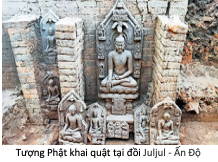 Tượng Phật khai quật tại đồi Juljul - Ấn Độ